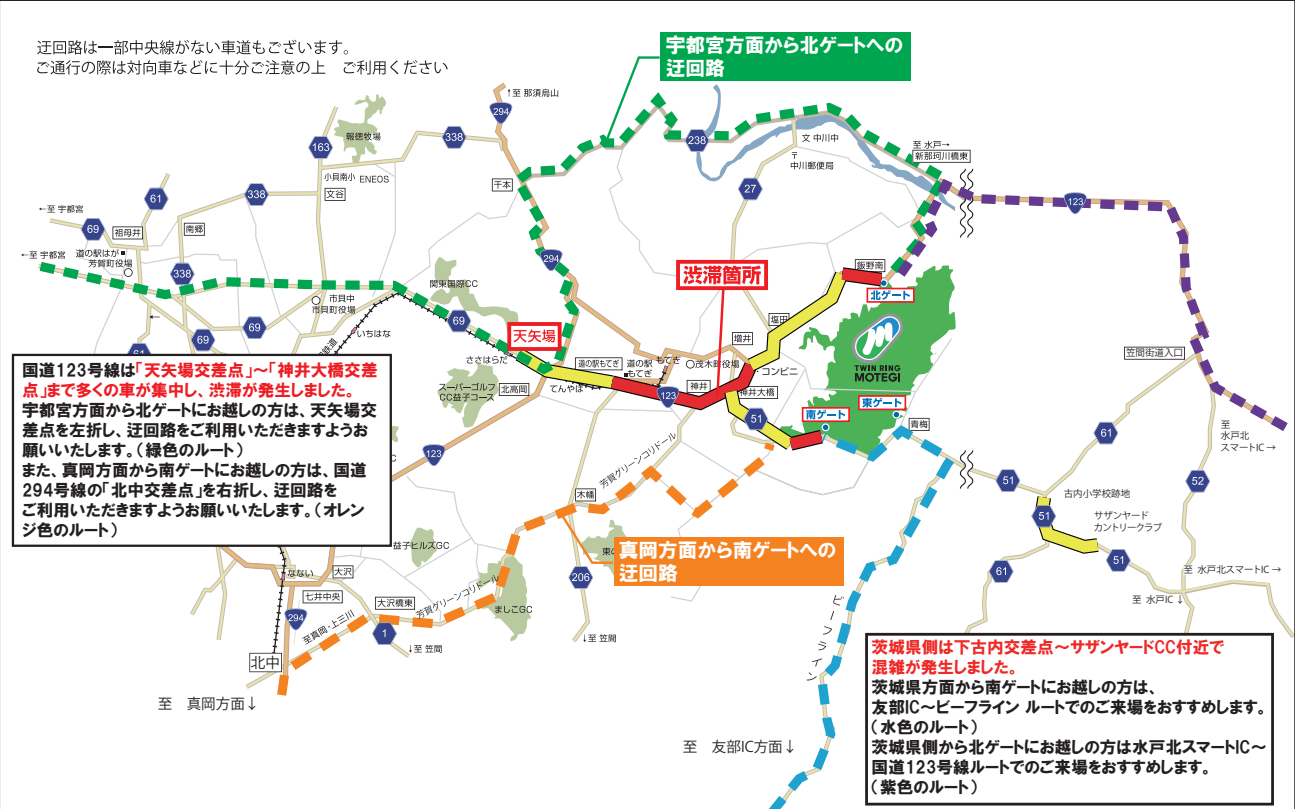 迂回路は一部中央線がない車道もございます。
ご通行の際は対向車などに十分ご注意の上　ご利用ください
宇都宮方面から北ゲートへの
迂回路
↑至 那須烏山
294
報徳牧場
163
338
238
文 中川中
〒
中川郵便局
至 水戸→
新那珂川橋東
小貝南小
ENEOS
文谷
千本
27
123
61
338
←至 宇都宮
69
祖母井
南郷
←至 宇都宮
道の駅はが
芳賀町役場
338
294
関東国際CC
渋滞箇所
飯野南
北ゲート
市貝中
市貝町役場
いちはな
69
69
69
←
61
天矢場
塩田
増井
TWIN RING
MOTEGI
笠間街道入口
ささはらだ
道の駅もてぎ
道の駅
もてぎ
もてぎ
茂木町役場
コンビニ
スーパーゴルフ
CC益子コース
北高岡
てんやば
123
神井
神井大橋
南ゲート
東ゲート
51
青梅
国道123号線は「天矢場交差点」～「神井大橋交差
点」まで多くの車が集中し、渋滞が発生しました。
宇都宮方面から北ゲートにお越しの方は、天矢場交
差点を左折し、迂回路をご利用いただきますようお
願いいたします。（緑色のルート）
また、真岡方面から南ゲートにお越しの方は、国道
294号線の「北中交差点」を右折し、迂回路を
ご利用いただきますようお願いいたします。（オレン
ジ色のルート）
123
芳賀グリーンコリドール
木幡
61
至
水戸北
スマートIC→
51
52
古内小学校跡地
51
サザンヤード
カントリークラブ
51
益子ヒルズGC
真岡方面から南ゲートへの
迂回路
なない
大沢
七井中央
大沢橋東
芳賀グリーンコリドール
ましこGC
206
61
至 水戸北スマートIC→
至 水戸IC↓
294
至真岡・上三川
1
↓至 笠間
↓至 笠間
北中
至　真岡方面↓
ビーフライン
至　友部IC方面↓
茨城県側は下古内交差点～サザンヤードCC付近で
混雑が発生しました。
茨城県方面から南ゲートにお越しの方は、
友部IC～ビーフライン ルートでのご来場をおすすめします。
（水色のルート）
茨城県側から北ゲートにお越しの方は水戸北スマートIC～
国道123号線ルートでのご来場をおすすめします。
（紫色のルート）